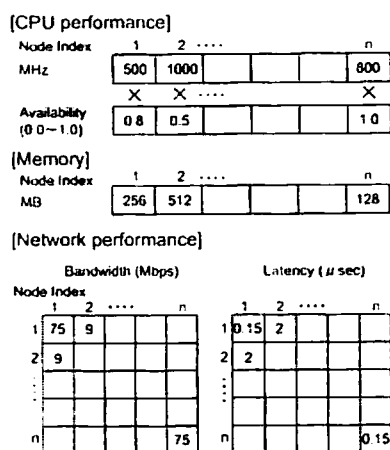 [CPU performance]
Node Index 1 2 ···· n
MHz 500 1000 800
× × ···· ×
Availability (0.0~1.0) 0.8 0.5 1.0
[Memory]
Node Index 1 2 ···· n
MB 256 512 128
[Network performance]
Bandwidth (Mbps) Latency (μ sec)
Node Index
1 2 ···· n 1 2 ···· n
1 75 9 1 0.15 2
2 9 2 2
n 75 n 0.15